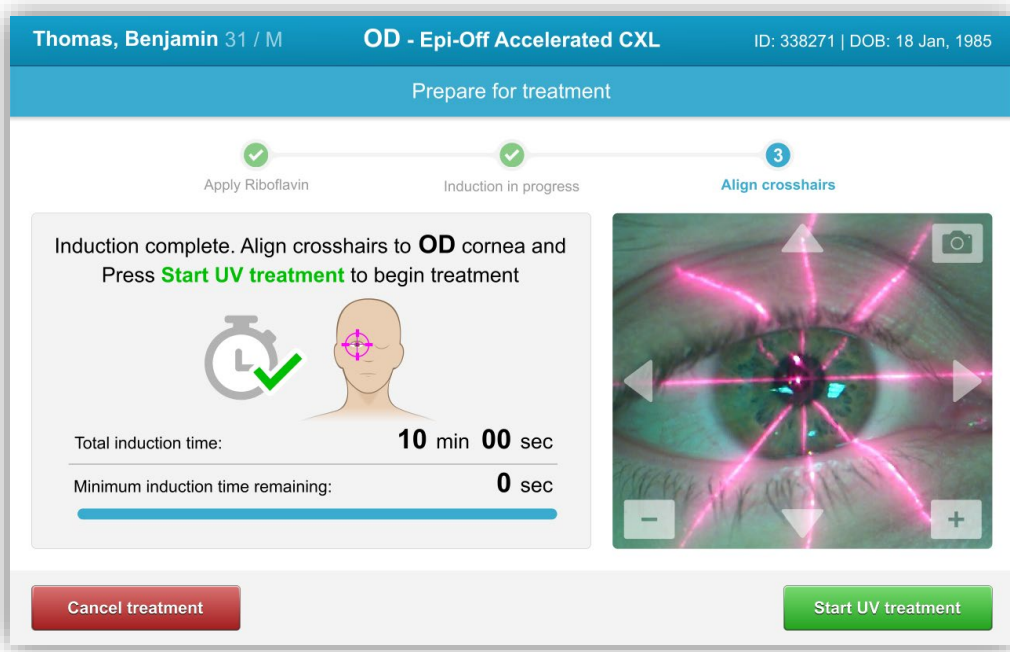 Thomas, Benjamin 31 / M OD - Epi-Off Accelerated CXL ID: 338271 | DOB: 18 Jan, 1985
Prepare for treatment
3
Apply Riboflavin Induction in progress Align crosshairs
Induction complete. Align crosshairs to OD cornea and
Press Start UV treatment to begin treatment
Total induction time: 10 min 00 sec
Minimum induction time remaining: 0 sec
− +
Cancel treatment Start UV treatment